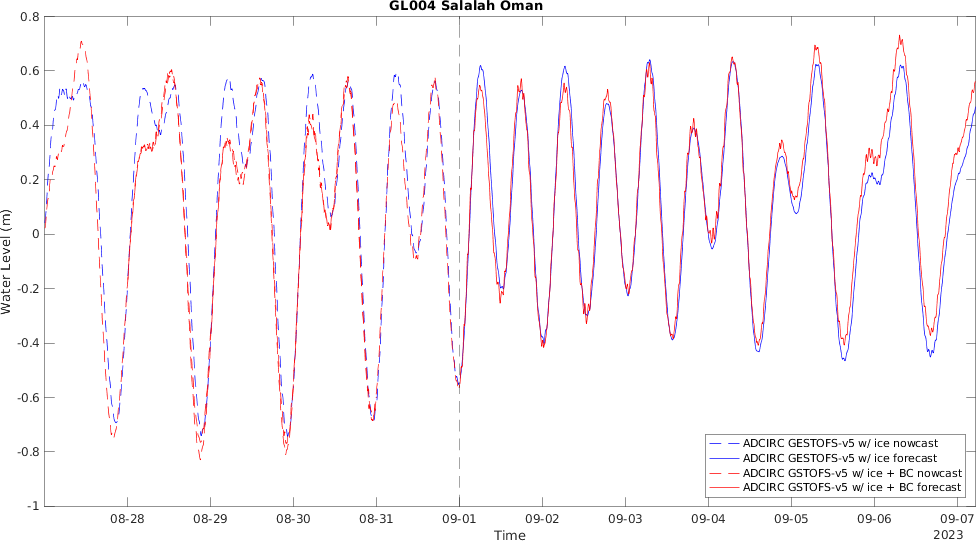 GL004 Salalah Oman
0.8
0.6
0.4
0.2
0
-0.2
-0.4
-0.6
-0.8
-1
Water Level (m)
ADCIRC GESTOFS-v5 w/ ice nowcast
ADCIRC GESTOFS-v5 w/ ice forecast
ADCIRC GSTOFS-v5 w/ ice + BC nowcast
ADCIRC GSTOFS-v5 w/ ice + BC forecast
08-28 08-29 08-30 08-31 09-01 09-02 09-03 09-04 09-05 09-06 09-07
Time
2023